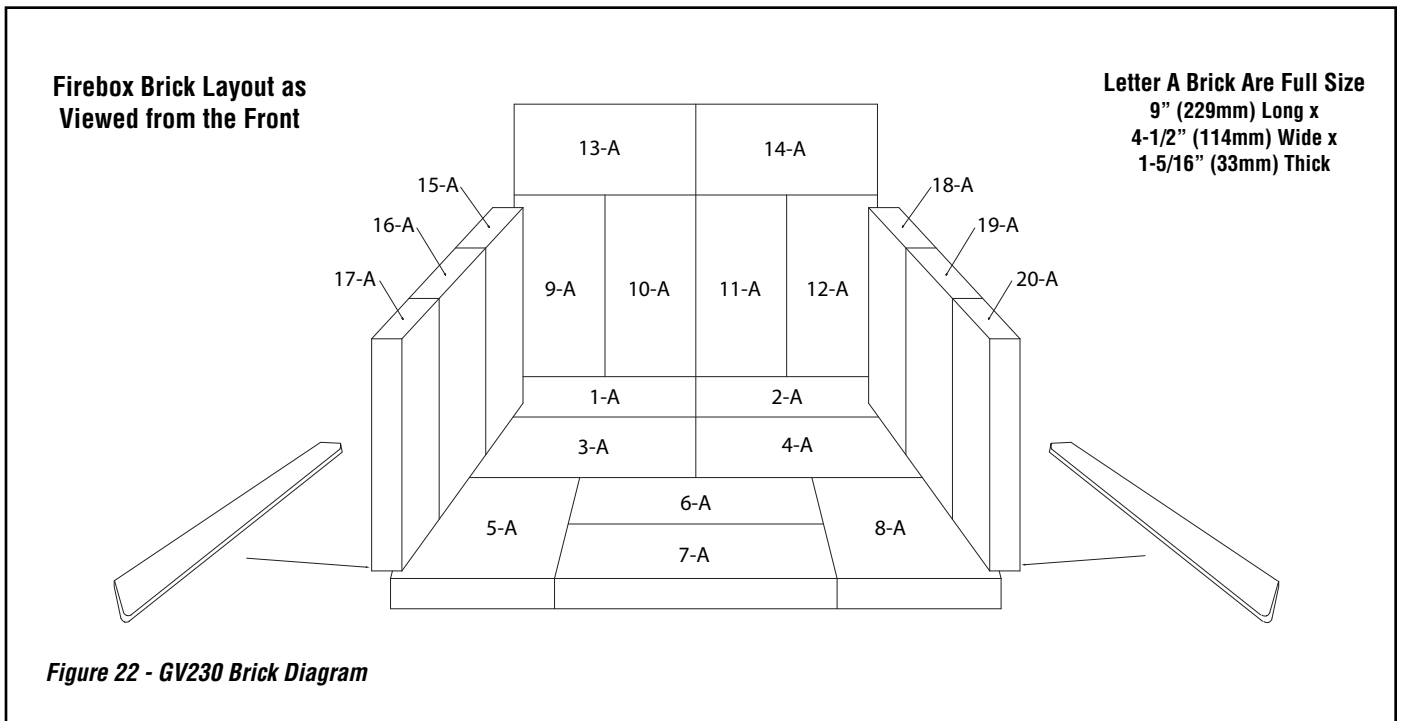 Firebox Brick Layout as
Viewed from the Front
Letter A Brick Are Full Size
9” (229mm) Long x
4-1/2” (114mm) Wide x
1-5/16” (33mm) Thick
13-A
14-A
15-A
18-A
16-A
19-A
17-A
20-A
9-A
10-A
11-A
12-A
1-A
2-A
3-A
4-A
6-A
5-A
8-A
7-A
Figure 22 - GV230 Brick Diagram